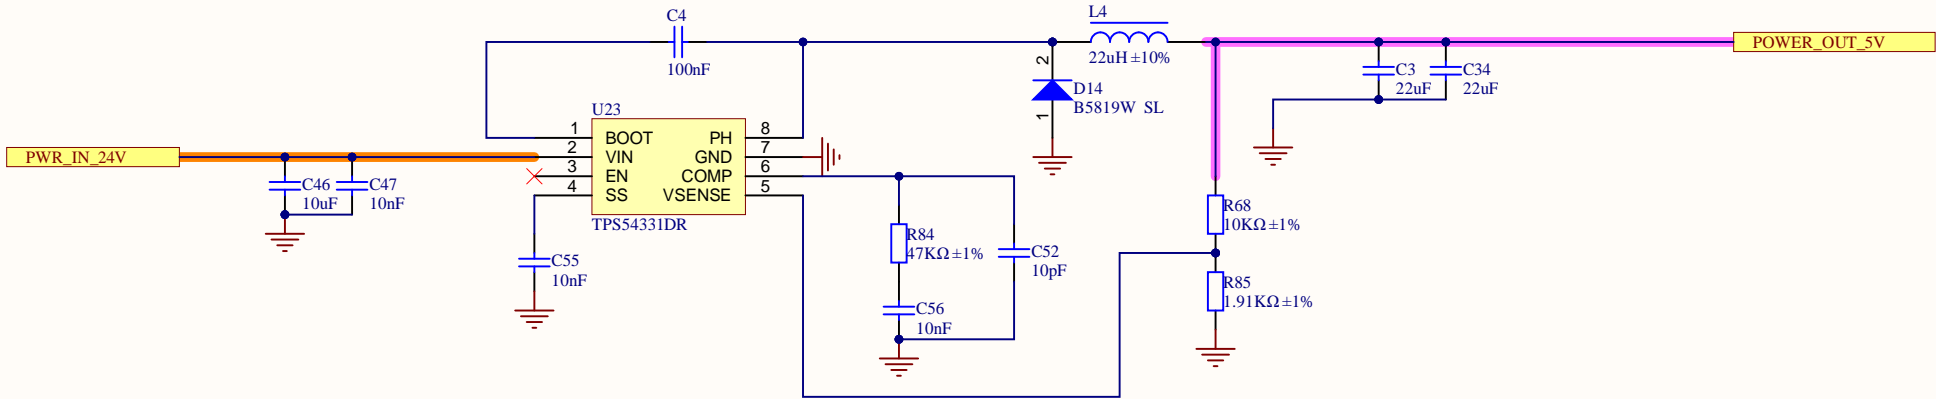 C4
100nF
L4
22uH ±10%
POWER_OUT_5V
2
D14
B5819W SL
1
C3
22uF
C34
22uF
U23
1
BOOT
PH
8
2
VIN
GND
7
3
EN
COMP
6
4
SS
VSENSE
5
TPS54331DR
PWR_IN_24V
C46
10uF
C47
10nF
C55
10nF
R84
47KΩ ±1%
C52
10pF
C56
10nF
R68
10KΩ ±1%
R85
1.91KΩ ±1%